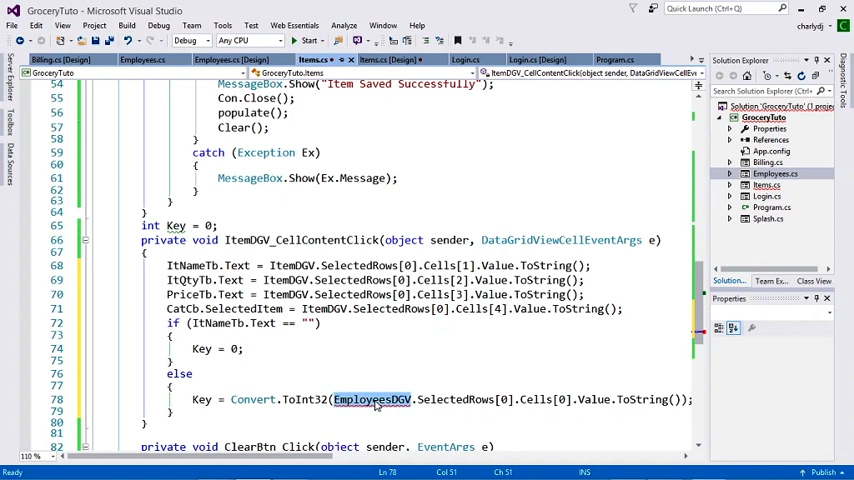 GroceryTuto - Microsoft Visual Studio
Quick Launch (Ctrl+Q)
File Edit View Project Build Debug Team Tools Test Web Essentials Analyze Window Help
charlydj
Debug Any CPU Start
Billing.cs [Design] Employees.cs Employees.cs [Design] Items.cs Items.cs [Design] Login.cs Login.cs [Design] Program.cs
GroceryTuto GroceryTuto.Items ItemDGV_CellContentClick(object sender, DataGridViewCellEventArgs
54 MessageBox.Show("Item Saved Successfully");
55 Con.Close();
56 populate();
57 Clear();
58 }
59 catch (Exception Ex)
60 {
61 MessageBox.Show(Ex.Message);
62 }
63 }
64 }
65 int Key = 0;
66 private void ItemDGV_CellContentClick(object sender, DataGridViewCellEventArgs e)
67 {
68 ItNameTb.Text = ItemDGV.SelectedRows[0].Cells[1].Value.ToString();
69 ItQtyTb.Text = ItemDGV.SelectedRows[0].Cells[2].Value.ToString();
70 PriceTb.Text = ItemDGV.SelectedRows[0].Cells[3].Value.ToString();
71 CatCb.SelectedItem = ItemDGV.SelectedRows[0].Cells[4].Value.ToString();
72 if (ItNameTb.Text == "")
73 {
74 Key = 0;
75 }
76 else
77 {
78 Key = Convert.ToInt32(EmployeesDGV.SelectedRows[0].Cells[0].Value.ToString());
79 }
80 }
82 private void ClearBtn_Click(object sender, EventArgs e)
110 %
Server Explorer
Toolbox
Data Sources
Solution Explorer
Search Solution Explorer (Ctrl
Solution 'GroceryTuto' (1 projec
GroceryTuto
Properties
References
App.config
Billing.cs
Employees.cs
Items.cs
Login.cs
Program.cs
Splash.cs
Solution... Team Ex... Class View
Properties
Diagnostic Tools
Ready Ln 78 Col 51 Ch 51 INS Publish